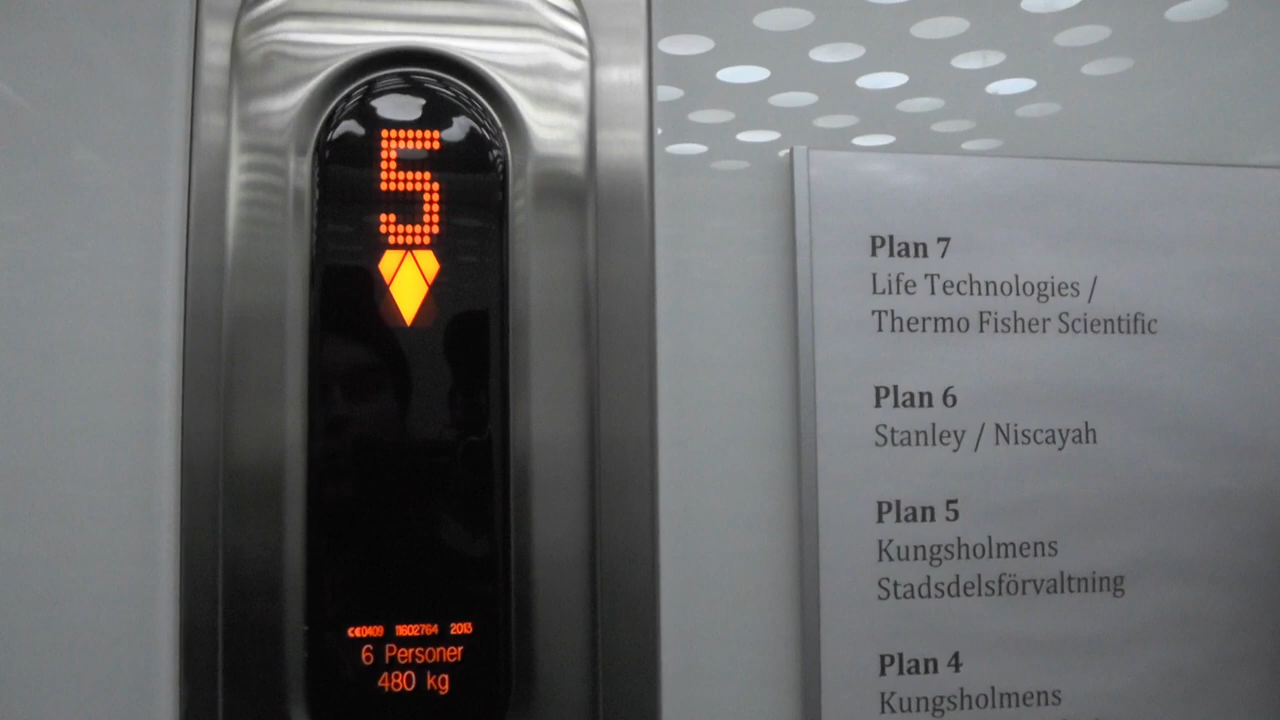 5
CE0409 11602764 2013
6 Personer
480 kg
Plan 7
Life Technologies /
Thermo Fisher Scientific
Plan 6
Stanley / Niscayah
Plan 5
Kungsholmens
Stadsdelsförvaltning
Plan 4
Kungsholmens